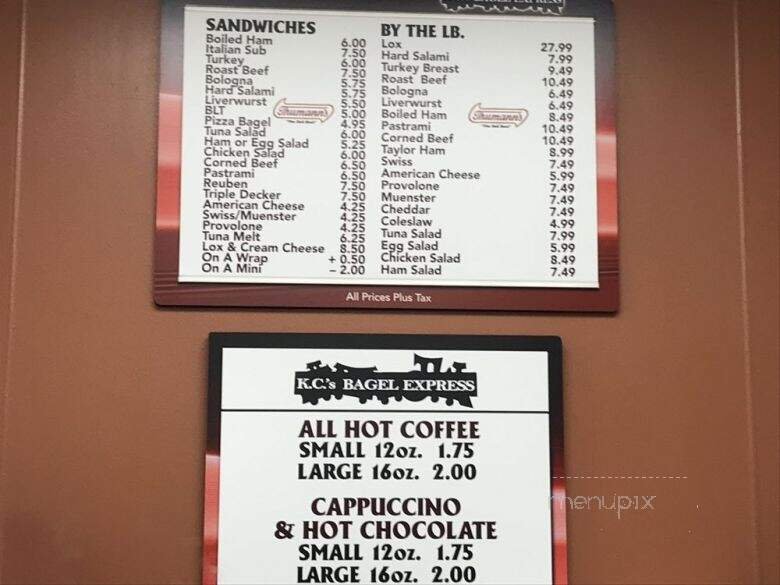 SANDWICHES
Boiled Ham 6.00
Italian Sub 7.50
Turkey 6.00
Roast Beef 7.50
Bologna 5.75
Hard Salami 5.75
Liverwurst 5.50
BLT 5.00
Pizza Bagel 4.95
Tuna Salad 6.00
Ham or Egg Salad 5.25
Chicken Salad 6.00
Corned Beef 6.50
Pastrami 6.50
Reuben 7.50
Triple Decker 7.50
American Cheese 4.25
Swiss/Muenster 4.25
Provolone 4.25
Tuna Melt 6.25
Lox & Cream Cheese 8.50
On A Wrap + 0.50
On A Mini – 2.00
Thumann's
BY THE LB.
Lox 27.99
Hard Salami 7.99
Turkey Breast 9.49
Roast Beef 10.49
Bologna 6.49
Liverwurst 6.49
Boiled Ham 8.49
Pastrami 10.49
Corned Beef 10.49
Taylor Ham 8.99
Swiss 7.49
American Cheese 5.99
Provolone 7.49
Muenster 7.49
Cheddar 7.49
Coleslaw 4.99
Tuna Salad 7.99
Egg Salad 5.99
Chicken Salad 8.49
Ham Salad 7.49
Thumann's
All Prices Plus Tax
K.C.'s BAGEL EXPRESS
ALL HOT COFFEE
SMALL 12oz. 1.75
LARGE 16oz. 2.00
CAPPUCCINO
& HOT CHOCOLATE
SMALL 12oz. 1.75
LARGE 16oz. 2.00
menupix